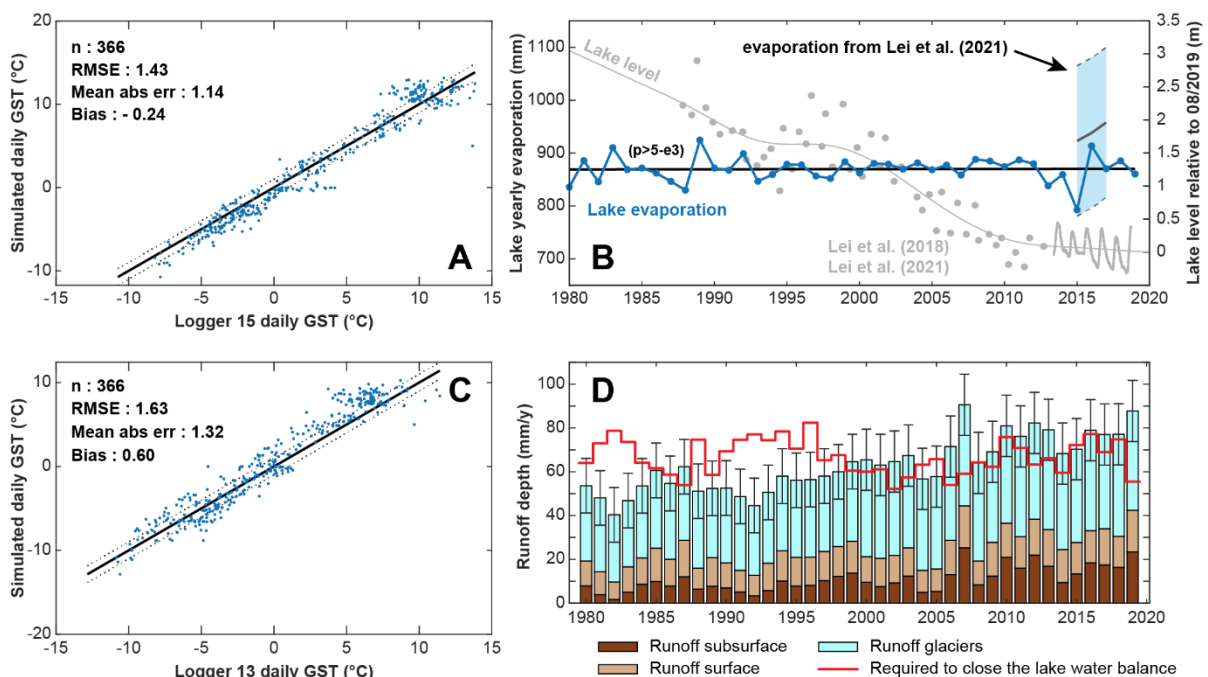 n : 366
RMSE : 1.43
Mean abs err : 1.14
Bias : - 0.24
A
Simulated daily GST (°C)
20
10
0
-10
-15
-10
-5
0
5
10
15
Logger 15 daily GST (°C)
evaporation from Lei et al. (2021)
Lake level
(p>5-e3)
Lake evaporation
Lei et al. (2018)
Lei et al. (2021)
B
Lake yearly evaporation (mm)
1100
1000
900
800
700
Lake level relative to 08/2019 (m)
3.5
3
2.5
2
1.5
1
0.5
0
1980
1985
1990
1995
2000
2005
2010
2015
2020
n : 366
RMSE : 1.63
Mean abs err : 1.32
Bias : 0.60
C
Simulated daily GST (°C)
10
0
-10
-20
-15
-10
-5
0
5
10
15
Logger 13 daily GST (°C)
D
Runoff depth (mm/y)
100
80
60
40
20
0
1980
1985
1990
1995
2000
2005
2010
2015
2020
Runoff subsurface
Runoff surface
Runoff glaciers
Required to close the lake water balance